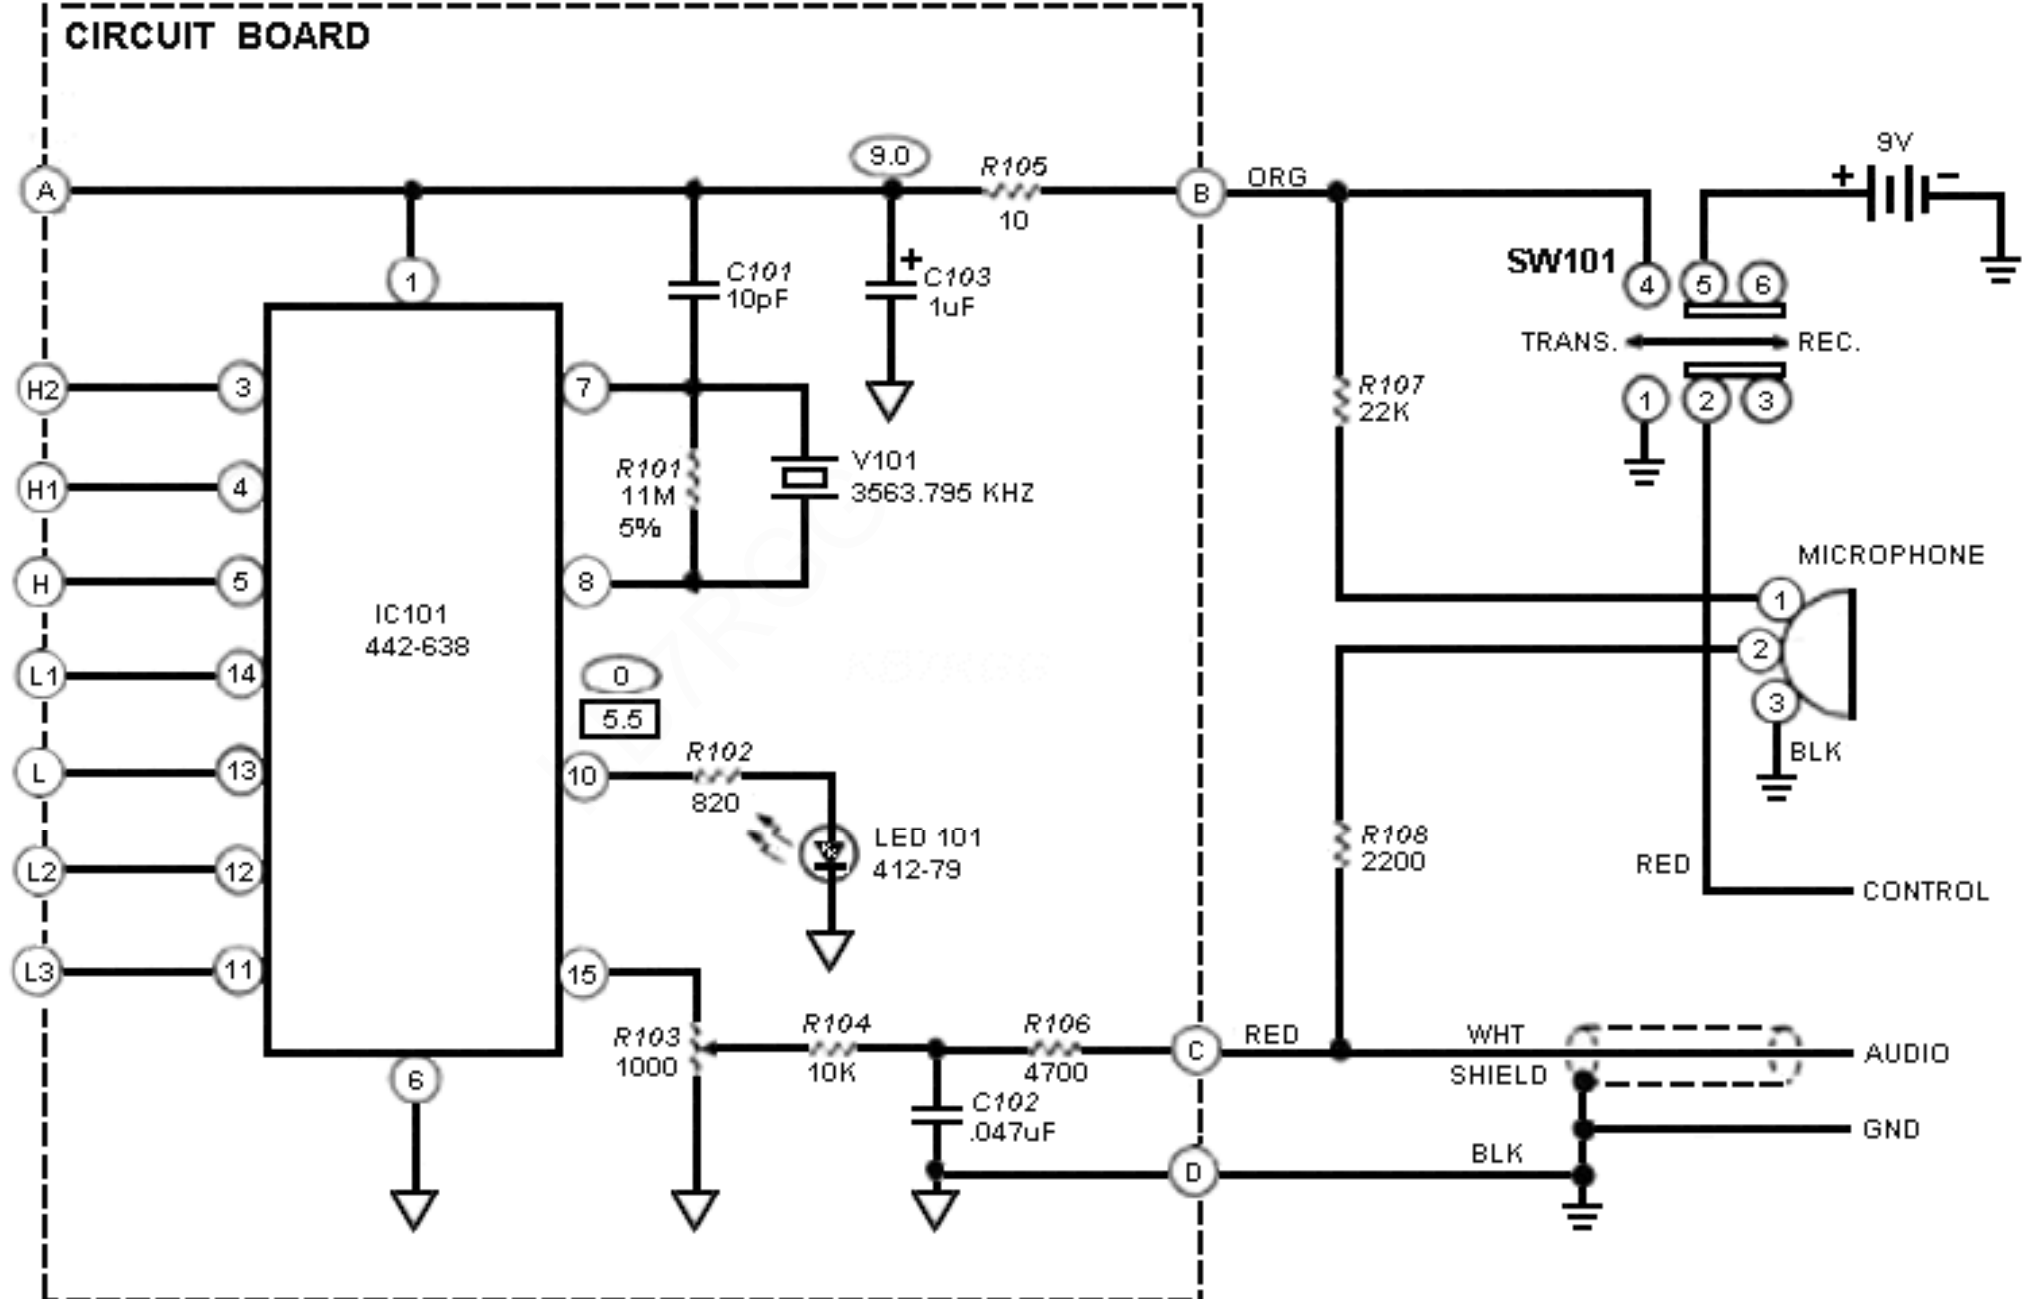 CIRCUIT BOARD
9V
+
−
9.0
R105
10
A
B
ORG
1
+
C101
10pF
C103
1uF
SW101
4
5
6
TRANS.
REC.
1
2
3
H2
3
7
R107
22K
H1
4
R101
11M
5%
V101
3563.795 KHZ
H
5
8
MICROPHONE
1
2
3
BLK
IC101
442-638
L1
14
0
5.5
L
13
10
R102
820
LED 101
412-79
R108
2200
RED
CONTROL
L2
12
L3
11
15
R103
1000
R104
10K
R106
4700
C
RED
WHT
SHIELD
AUDIO
6
C102
.047uF
GND
D
BLK